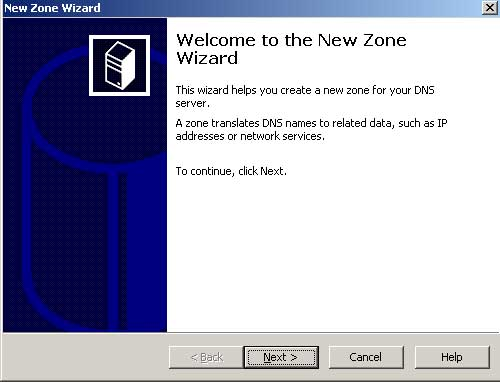 New Zone Wizard
Welcome to the New Zone
Wizard
This wizard helps you create a new zone for your DNS
server.
A zone translates DNS names to related data, such as IP
addresses or network services.
To continue, click Next.
< Back
Next >
Cancel
Help